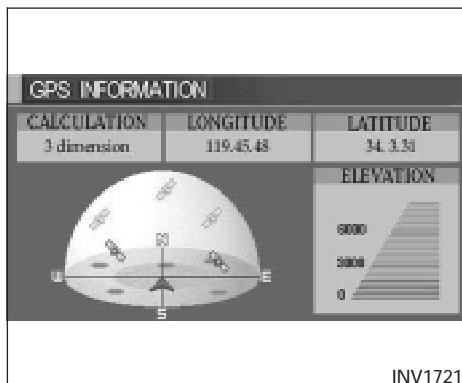 GPS INFORMATION
CALCULATION LONGITUDE LATITUDE
3 dimension 119.45.48 34. 3.31
ELEVATION
6000
3000
0
N
W E
S
INV1721